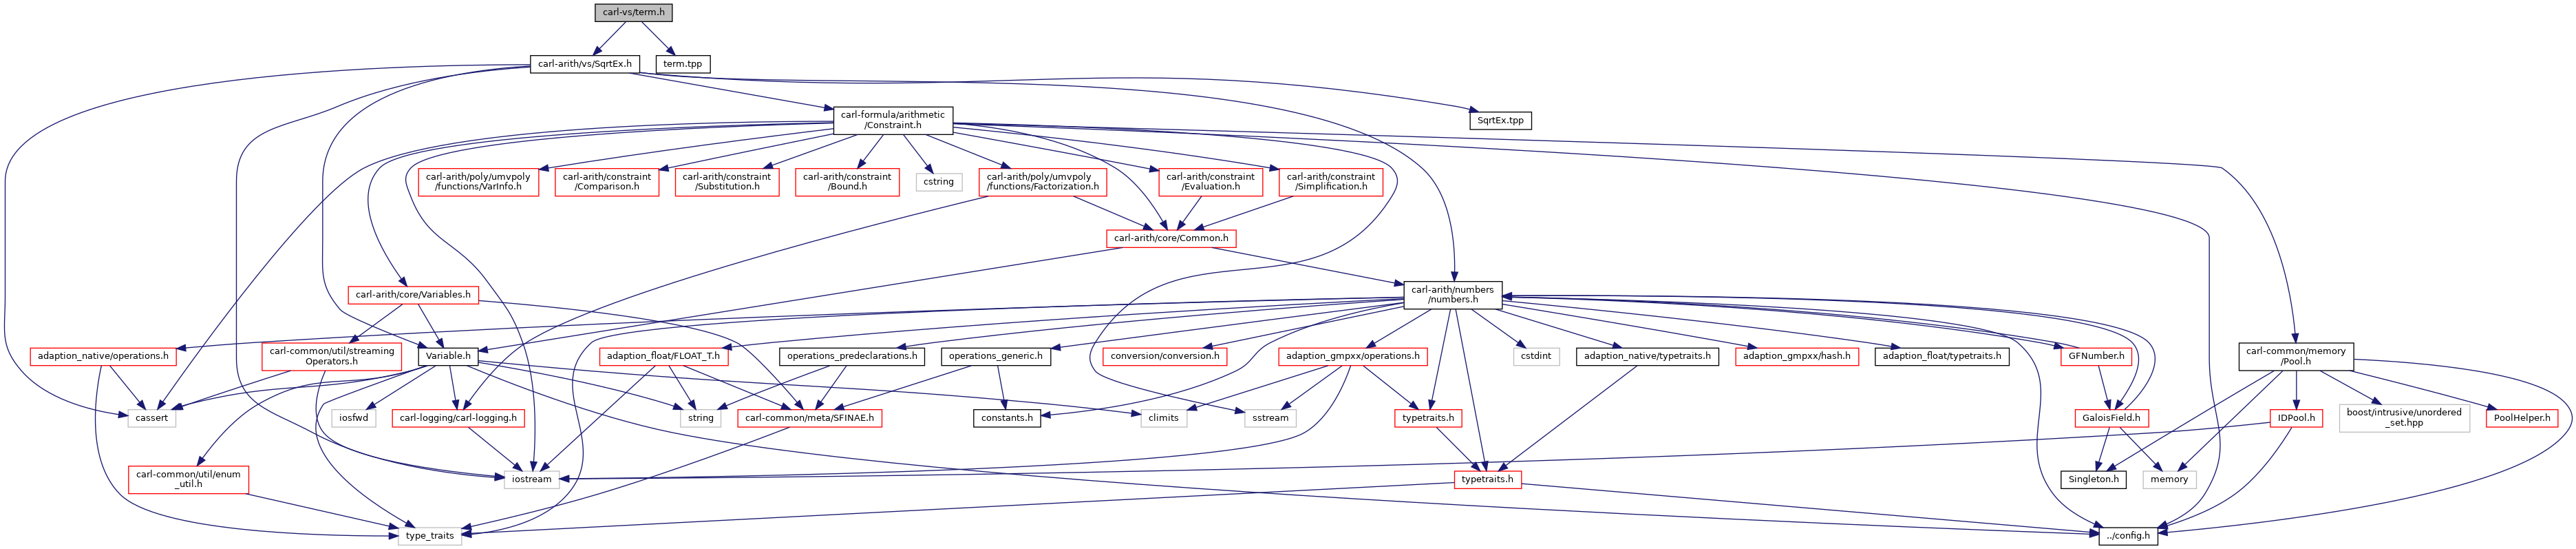 carl-vs/term.h
carl-arith/vs/SqrtEx.h
term.tpp
carl-formula/arithmetic
/Constraint.h
SqrtEx.tpp
carl-arith/poly/umvpoly
/functions/VarInfo.h
carl-arith/constraint
/Comparison.h
carl-arith/constraint
/Substitution.h
carl-arith/constraint
/Bound.h
cstring
carl-arith/poly/umvpoly
/functions/Factorization.h
carl-arith/constraint
/Evaluation.h
carl-arith/constraint
/Simplification.h
carl-arith/core/Common.h
carl-arith/core/Variables.h
carl-arith/numbers
/numbers.h
adaption_native/operations.h
carl-common/util/streaming
Operators.h
Variable.h
adaption_float/FLOAT_T.h
operations_predeclarations.h
operations_generic.h
conversion/conversion.h
adaption_gmpxx/operations.h
cstdint
adaption_native/typetraits.h
adaption_gmpxx/hash.h
adaption_float/typetraits.h
GFNumber.h
carl-common/memory
/Pool.h
cassert
iosfwd
carl-logging/carl-logging.h
string
carl-common/meta/SFINAE.h
constants.h
climits
sstream
typetraits.h
GaloisField.h
IDPool.h
boost/intrusive/unordered
_set.hpp
PoolHelper.h
carl-common/util/enum
_util.h
iostream
typetraits.h
Singleton.h
memory
type_traits
../config.h